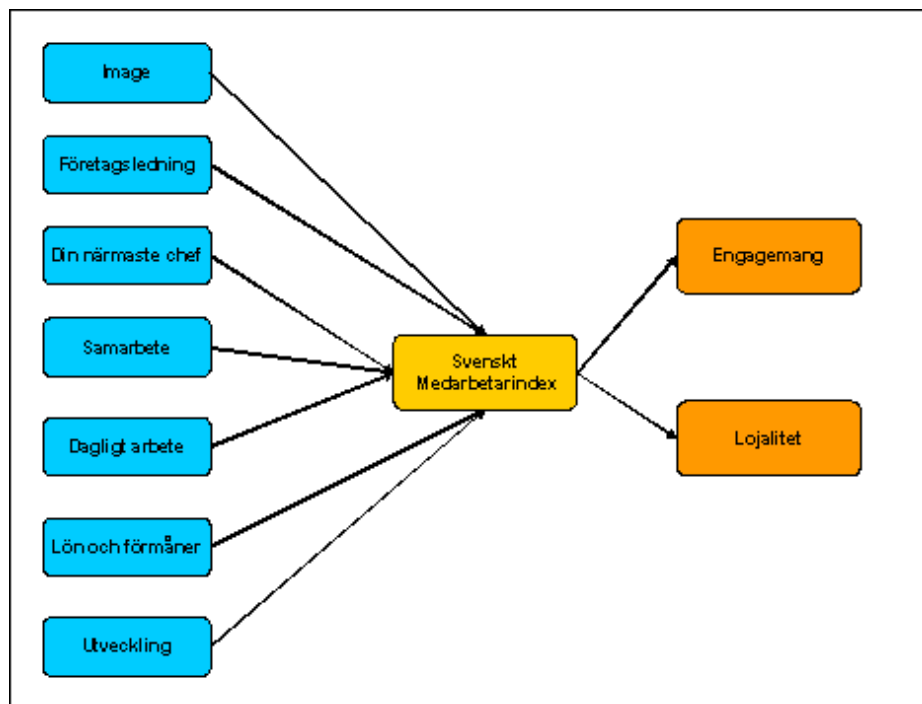 Image
Företagsledning
Din närmaste chef
Samarbete
Dagligt arbete
Lön och förmåner
Utveckling
Svenskt
Medarbetarindex
Engagemang
Lojalitet